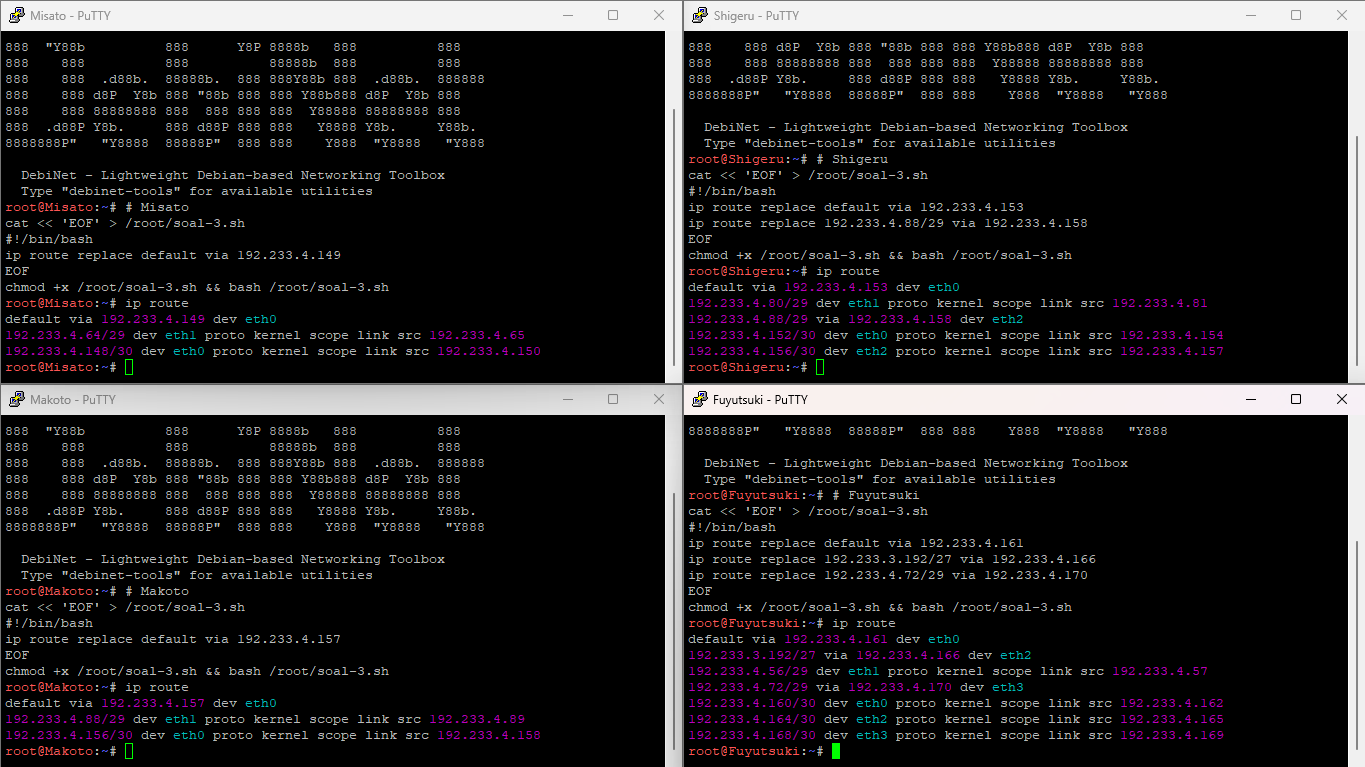 Misato - PuTTY
888  "Y88b          888      Y8P 8888b   888          888
888    888          888          88888b  888          888
888    888  .d88b.  88888b.  888 888Y88b 888  .d88b.  888888
888    888 d8P  Y8b 888 "88b 888 888 Y88b888 d8P  Y8b 888
888    888 88888888 888  888 888 888  Y88888 88888888 888
888  .d88P Y8b.     888 d88P 888 888   Y8888 Y8b.     Y88b.
8888888P"   "Y8888  88888P"  888 888    Y888  "Y8888   "Y888
DebiNet - Lightweight Debian-based Networking Toolbox
Type "debinet-tools" for available utilities
root@Misato:~# # Misato
cat << 'EOF' > /root/soal-3.sh
#!/bin/bash
ip route replace default via 192.233.4.149
EOF
chmod +x /root/soal-3.sh && bash /root/soal-3.sh
root@Misato:~# ip route
default via 192.233.4.149 dev eth0
192.233.4.64/29 dev eth1 proto kernel scope link src 192.233.4.65
192.233.4.148/30 dev eth0 proto kernel scope link src 192.233.4.150
root@Misato:~#
Shigeru - PuTTY
888    888 d8P  Y8b 888 "88b 888 888 Y88b888 d8P  Y8b 888
888    888 88888888 888  888 888 888  Y88888 88888888 888
888  .d88P Y8b.     888 d88P 888 888   Y8888 Y8b.     Y88b.
8888888P"   "Y8888  88888P"  888 888    Y888  "Y8888   "Y888
DebiNet - Lightweight Debian-based Networking Toolbox
Type "debinet-tools" for available utilities
root@Shigeru:~# # Shigeru
cat << 'EOF' > /root/soal-3.sh
#!/bin/bash
ip route replace default via 192.233.4.153
ip route replace 192.233.4.88/29 via 192.233.4.158
EOF
chmod +x /root/soal-3.sh && bash /root/soal-3.sh
root@Shigeru:~# ip route
default via 192.233.4.153 dev eth0
192.233.4.80/29 dev eth1 proto kernel scope link src 192.233.4.81
192.233.4.88/29 via 192.233.4.158 dev eth2
192.233.4.152/30 dev eth0 proto kernel scope link src 192.233.4.154
192.233.4.156/30 dev eth2 proto kernel scope link src 192.233.4.157
root@Shigeru:~#
Makoto - PuTTY
888  "Y88b          888      Y8P 8888b   888          888
888    888          888          88888b  888          888
888    888  .d88b.  88888b.  888 888Y88b 888  .d88b.  888888
888    888 d8P  Y8b 888 "88b 888 888 Y88b888 d8P  Y8b 888
888    888 88888888 888  888 888 888  Y88888 88888888 888
888  .d88P Y8b.     888 d88P 888 888   Y8888 Y8b.     Y88b.
8888888P"   "Y8888  88888P"  888 888    Y888  "Y8888   "Y888
DebiNet - Lightweight Debian-based Networking Toolbox
Type "debinet-tools" for available utilities
root@Makoto:~# # Makoto
cat << 'EOF' > /root/soal-3.sh
#!/bin/bash
ip route replace default via 192.233.4.157
EOF
chmod +x /root/soal-3.sh && bash /root/soal-3.sh
root@Makoto:~# ip route
default via 192.233.4.157 dev eth0
192.233.4.88/29 dev eth1 proto kernel scope link src 192.233.4.89
192.233.4.156/30 dev eth0 proto kernel scope link src 192.233.4.158
root@Makoto:~#
Fuyutsuki - PuTTY
8888888P"   "Y8888  88888P"  888 888    Y888  "Y8888   "Y888
DebiNet - Lightweight Debian-based Networking Toolbox
Type "debinet-tools" for available utilities
root@Fuyutsuki:~# # Fuyutsuki
cat << 'EOF' > /root/soal-3.sh
#!/bin/bash
ip route replace default via 192.233.4.161
ip route replace 192.233.3.192/27 via 192.233.4.166
ip route replace 192.233.4.72/29 via 192.233.4.170
EOF
chmod +x /root/soal-3.sh && bash /root/soal-3.sh
root@Fuyutsuki:~# ip route
default via 192.233.4.161 dev eth0
192.233.3.192/27 via 192.233.4.166 dev eth2
192.233.4.56/29 dev eth1 proto kernel scope link src 192.233.4.57
192.233.4.72/29 via 192.233.4.170 dev eth3
192.233.4.160/30 dev eth0 proto kernel scope link src 192.233.4.162
192.233.4.164/30 dev eth2 proto kernel scope link src 192.233.4.165
192.233.4.168/30 dev eth3 proto kernel scope link src 192.233.4.169
root@Fuyutsuki:~#